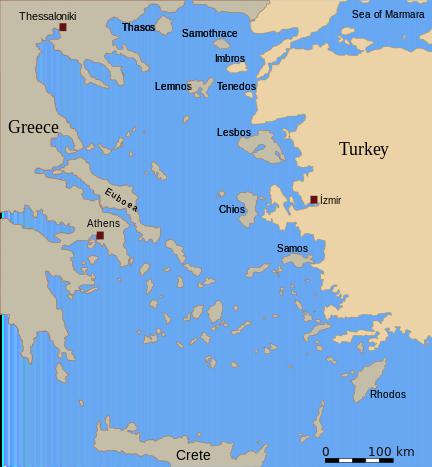 Thessaloniki
Thasos
Sea of Marmara
Samothrace
Imbros
Lemnos
Tenedos
Greece
Lesbos
Turkey
Euboea
İzmir
Chios
Athens
Samos
Rhodos
Crete
0 100 km